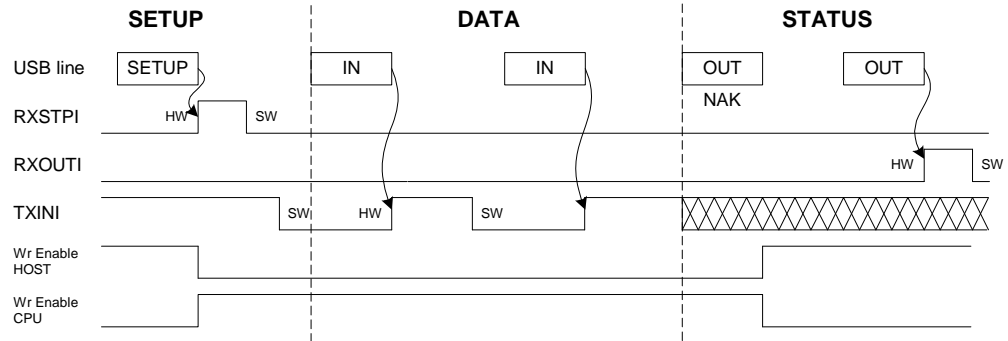 SETUP DATA STATUS
USB line SETUP IN IN OUT OUT
NAK
RXSTPI HW SW
RXOUTI HW SW
TXINI SW HW SW
Wr Enable
HOST
Wr Enable
CPU